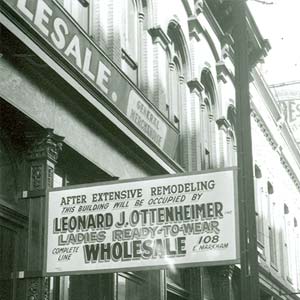 LESALE.
GENERAL
MERCHANDISE
AFTER EXTENSIVE REMODELING
THIS BUILDING WILL BE OCCUPIED BY
LEONARD J. OTTENHEIMER INC
LADIES READY-TO-WEAR
COMPLETE LINE
WHOLESALE
108 E. MARKHAM